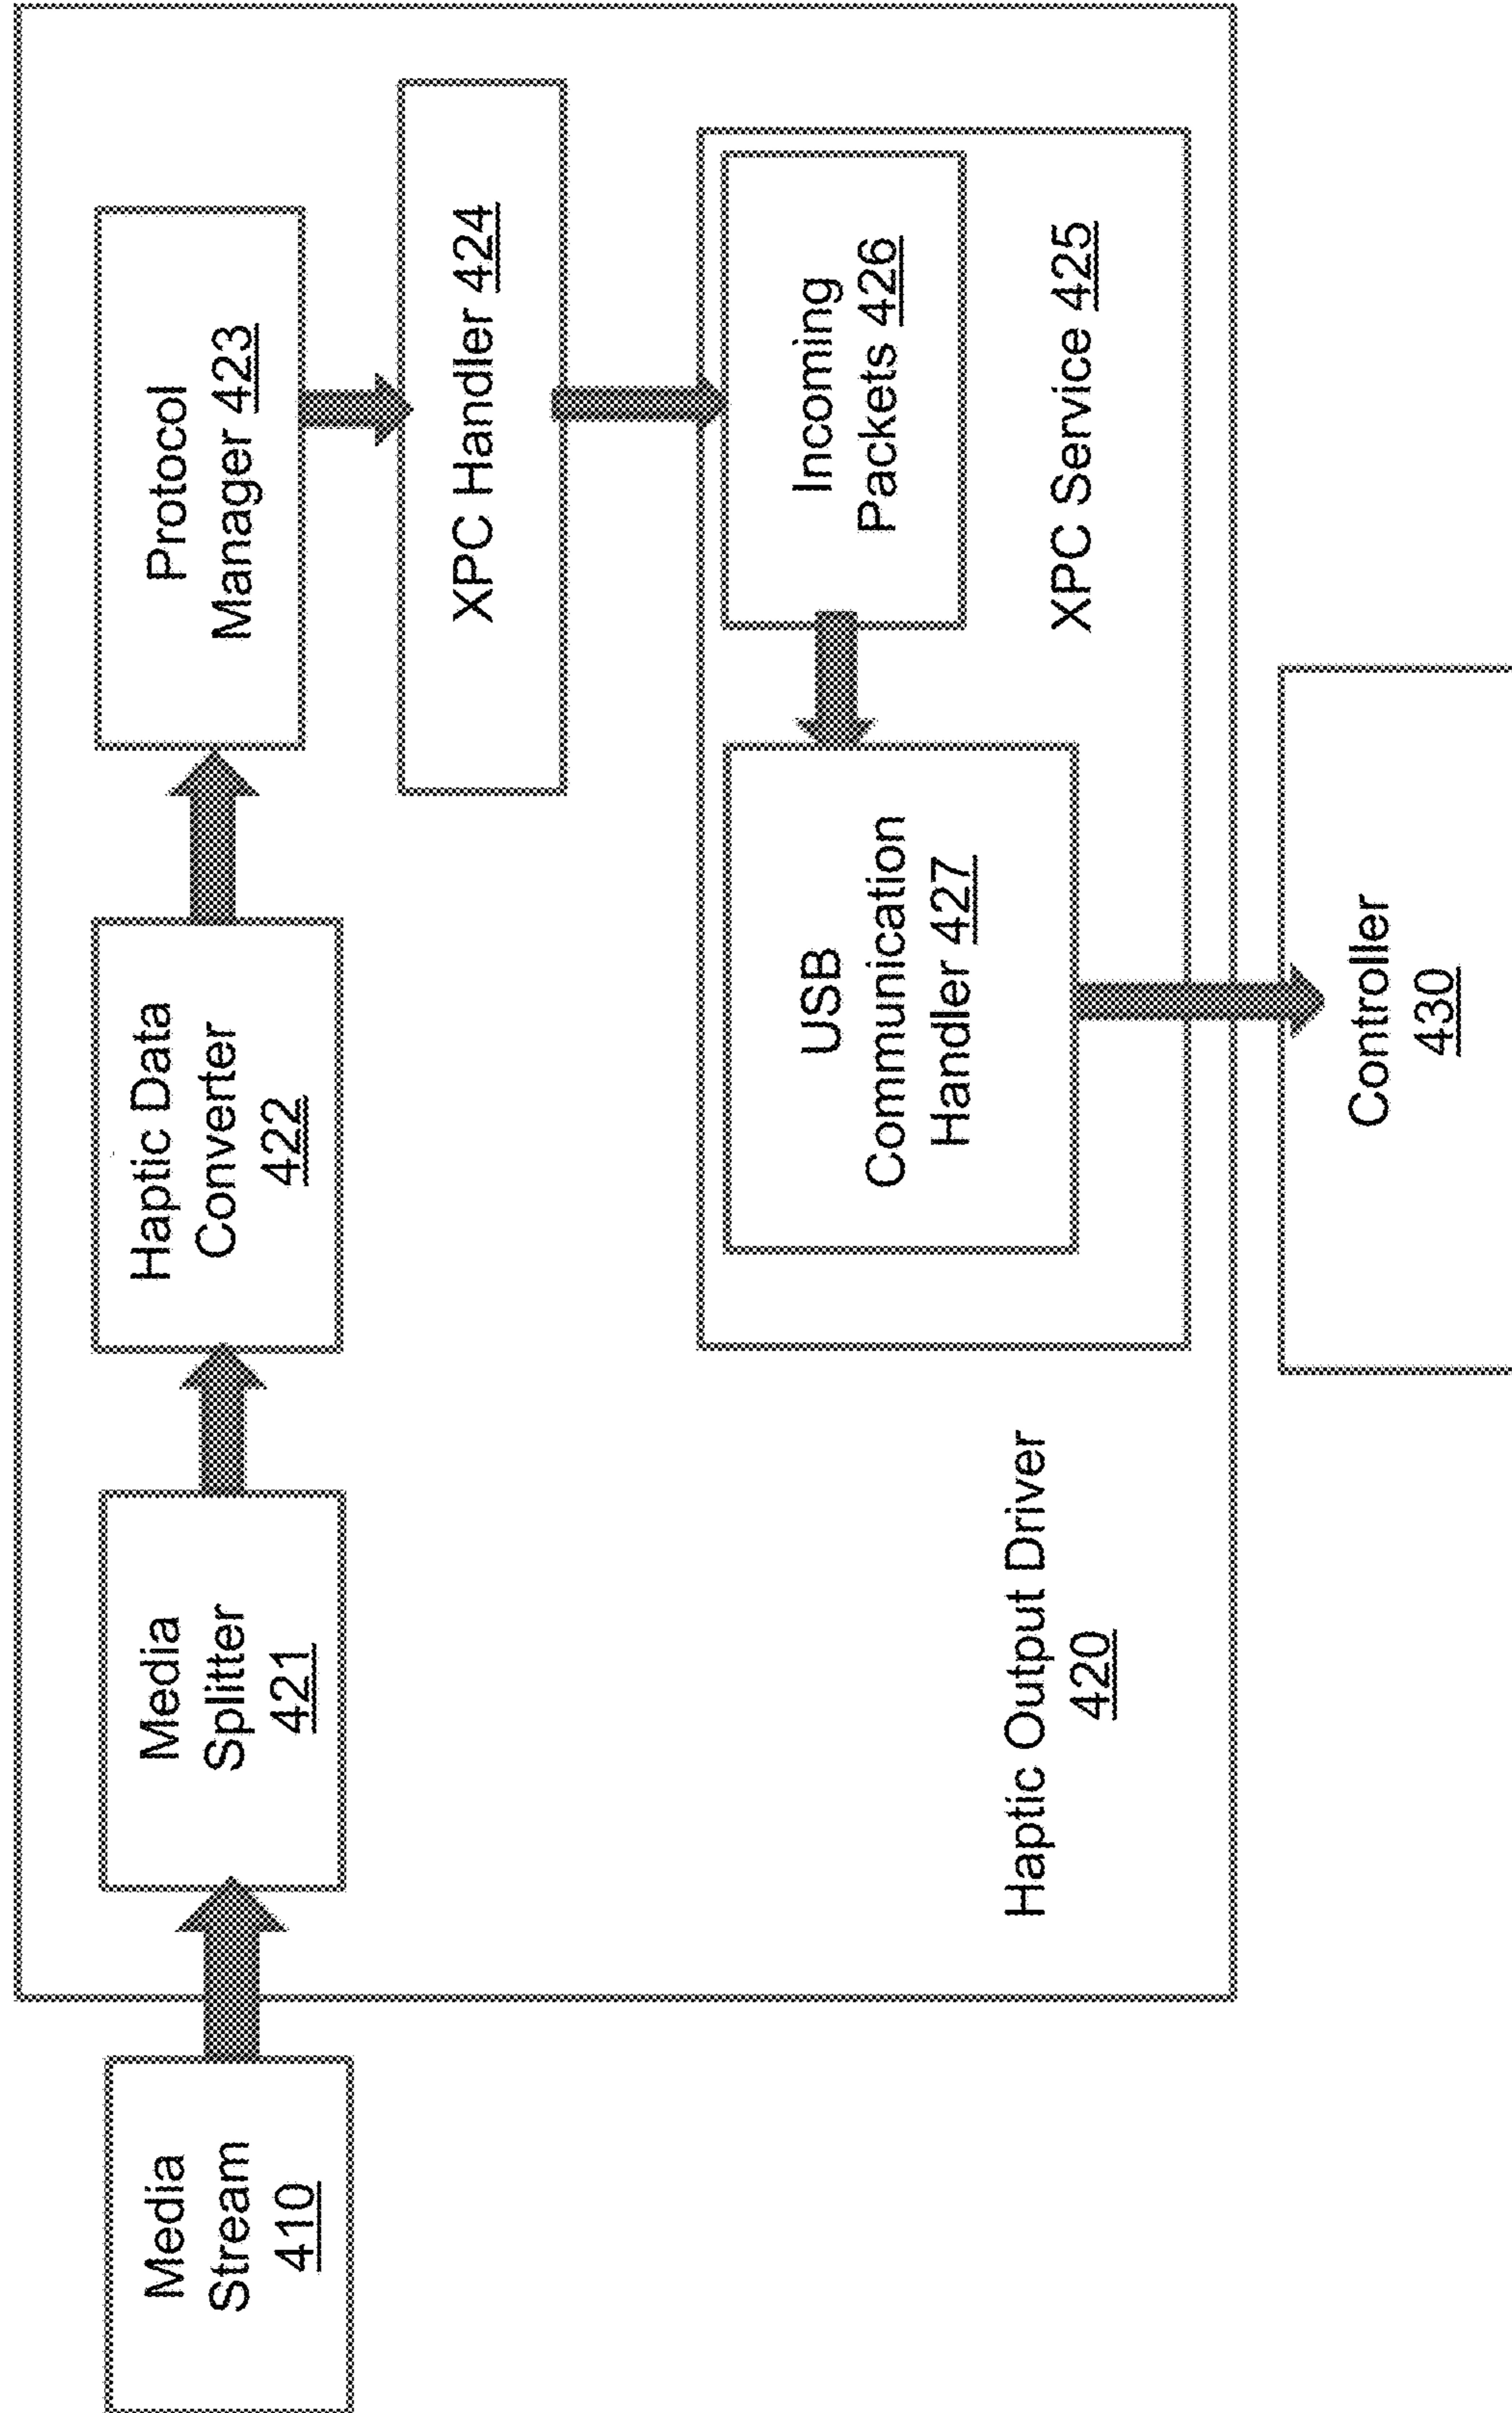 Media
Stream
410
Media
Splitter
421
Haptic Data
Converter
422
Protocol
Manager 423
XPC Handler 424
Incoming
Packets 426
XPC Service 425
USB
Communication
Handler 427
Haptic Output Driver
420
Controller
430